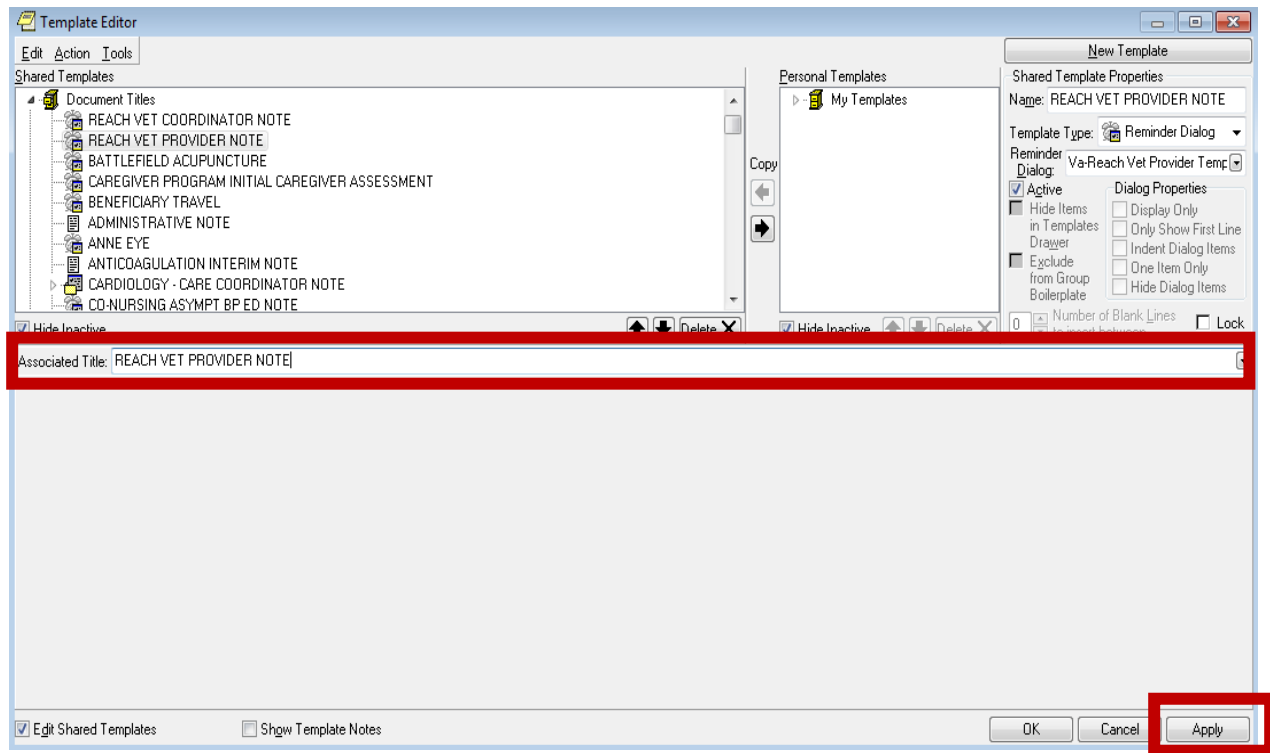 Template Editor
Edit Action Tools
New Template
Shared Templates
Document Titles
REACH VET COORDINATOR NOTE
REACH VET PROVIDER NOTE
BATTLEFIELD ACUPUNCTURE
CAREGIVER PROGRAM INITIAL CAREGIVER ASSESSMENT
BENEFICIARY TRAVEL
ADMINISTRATIVE NOTE
ANNE EYE
ANTICOAGULATION INTERIM NOTE
CARDIOLOGY - CARE COORDINATOR NOTE
CO-NURSING ASYMPT BP ED NOTE
Hide Inactive
Delete
Copy
Personal Templates
My Templates
Hide Inactive
Delete
Shared Template Properties
Name: REACH VET PROVIDER NOTE
Template Type: Reminder Dialog
Reminder
Dialog: Va-Reach Vet Provider Temp
Active
Hide Items
in Templates
Drawer
Exclude
from Group
Boilerplate
Dialog Properties
Display Only
Only Show First Line
Indent Dialog Items
One Item Only
Hide Dialog Items
0 Number of Blank Lines
to insert between
Lock
Associated Title: REACH VET PROVIDER NOTE
Edit Shared Templates
Show Template Notes
OK
Cancel
Apply